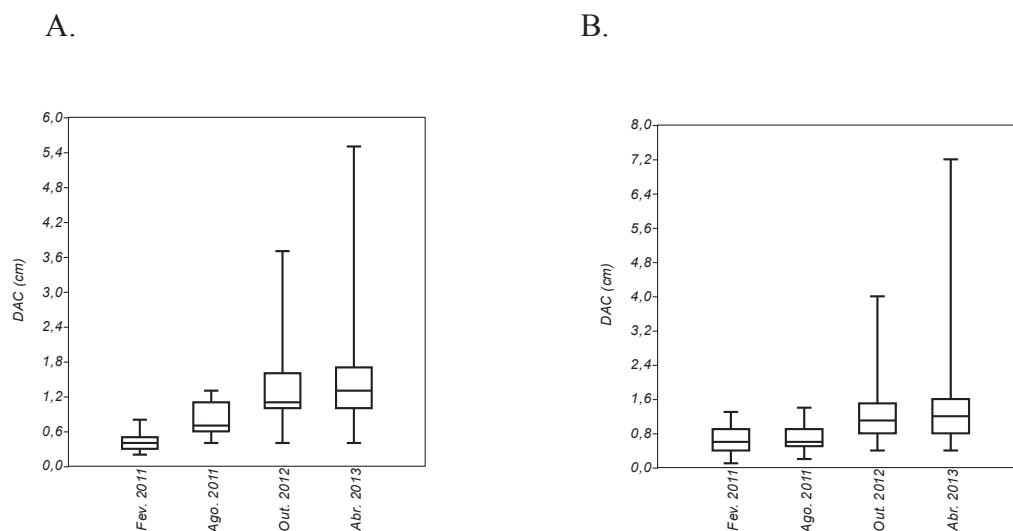 A.
B.
6,0
5,4
4,8
4,2
3,6
3,0
2,4
1,8
1,2
0,6
0,0
DAC (cm)
Fev. 2011
Ago. 2011
Out. 2012
Abr. 2013
8,0
7,2
6,4
5,6
4,8
4,0
3,2
2,4
1,6
0,8
0,0
DAC (cm)
Fev. 2011
Ago. 2011
Out. 2012
Abr. 2013